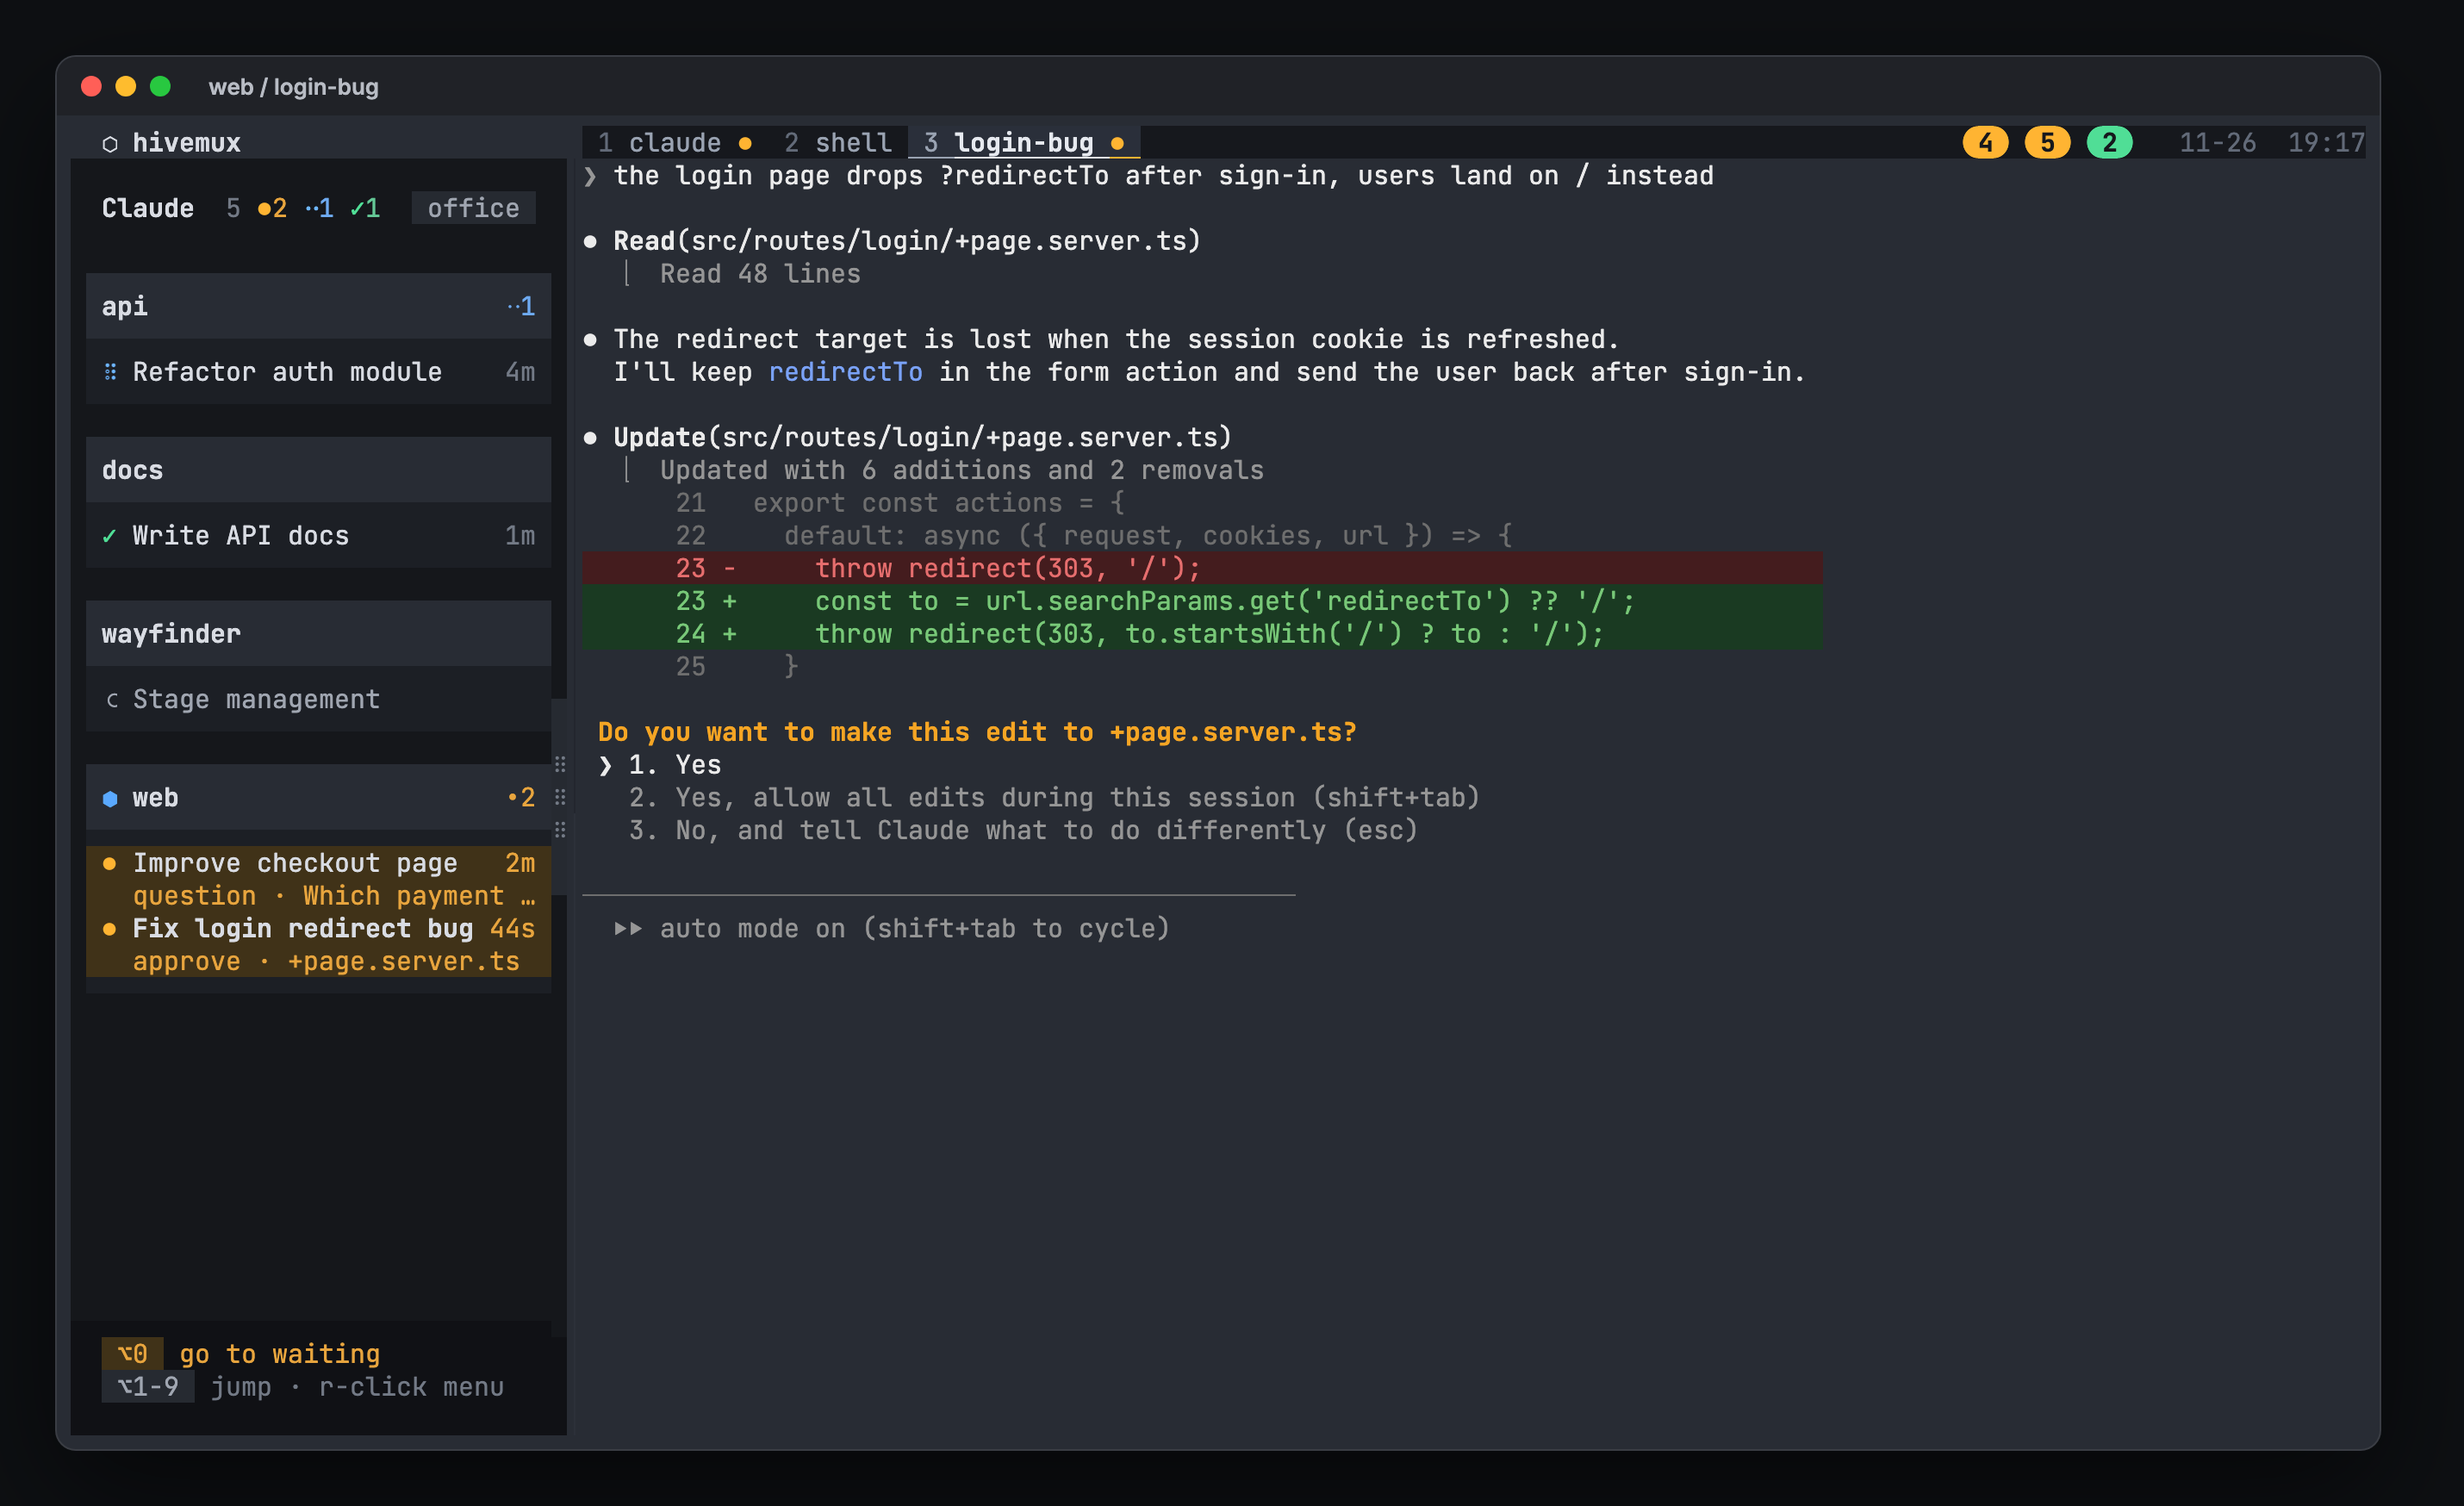 web / login-bug
⬡ hivemux
Claude 5 ●2 ··1 ✓1 office
api ··1
⠿ Refactor auth module 4m
docs
✓ Write API docs 1m
wayfinder
☾ Stage management
⬢ web •2
● Improve checkout page 2m
question · Which payment …
● Fix login redirect bug 44s
approve · +page.server.ts
⌥0 go to waiting
⌥1-9 jump · r-click menu
1 claude ● 2 shell 3 login-bug ● 4 5 2 11-26 19:17
❯ the login page drops ?redirectTo after sign-in, users land on / instead
● Read(src/routes/login/+page.server.ts)
⎣ Read 48 lines
● The redirect target is lost when the session cookie is refreshed.
I'll keep redirectTo in the form action and send the user back after sign-in.
● Update(src/routes/login/+page.server.ts)
⎣ Updated with 6 additions and 2 removals
21 export const actions = {
22 default: async ({ request, cookies, url }) => {
23 - throw redirect(303, '/');
23 + const to = url.searchParams.get('redirectTo') ?? '/';
24 + throw redirect(303, to.startsWith('/') ? to : '/');
25 }
Do you want to make this edit to +page.server.ts?
❯ 1. Yes
2. Yes, allow all edits during this session (shift+tab)
3. No, and tell Claude what to do differently (esc)
▸▸ auto mode on (shift+tab to cycle)